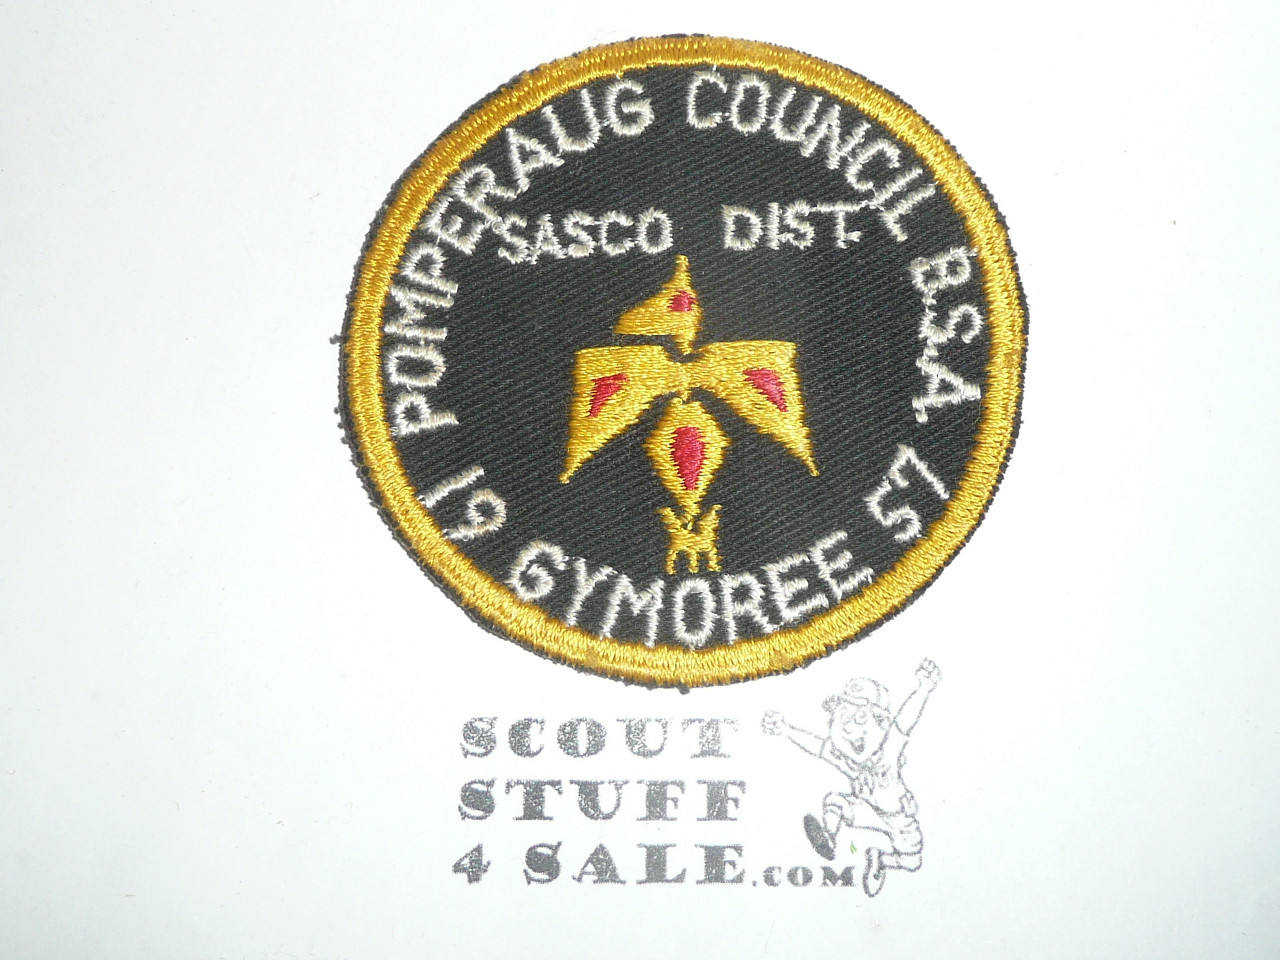 POMPERAUG COUNCIL B.S.A.
SASCO DIST.
19 GYMOREE 57
SCOUT
STUFF
4 SALE.COM